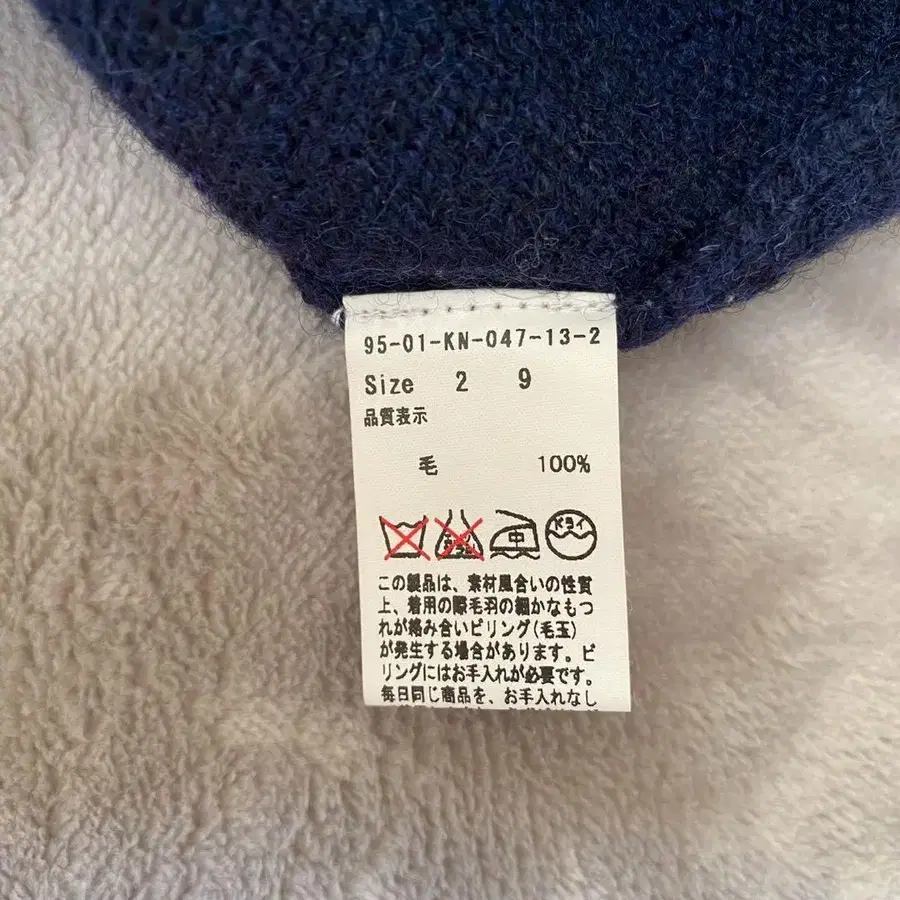 95-01-KN-047-13-2
Size 2 9
品質表示
毛 100%
中 ドライ
この製品は、素材風合いの性質
上、着用の際毛羽の細かなもつ
れが絡み合いピリング(毛玉)
が発生する場合があります。ピ
リングにはお手入れが必要です。
毎日同じ商品を、お手入れなし